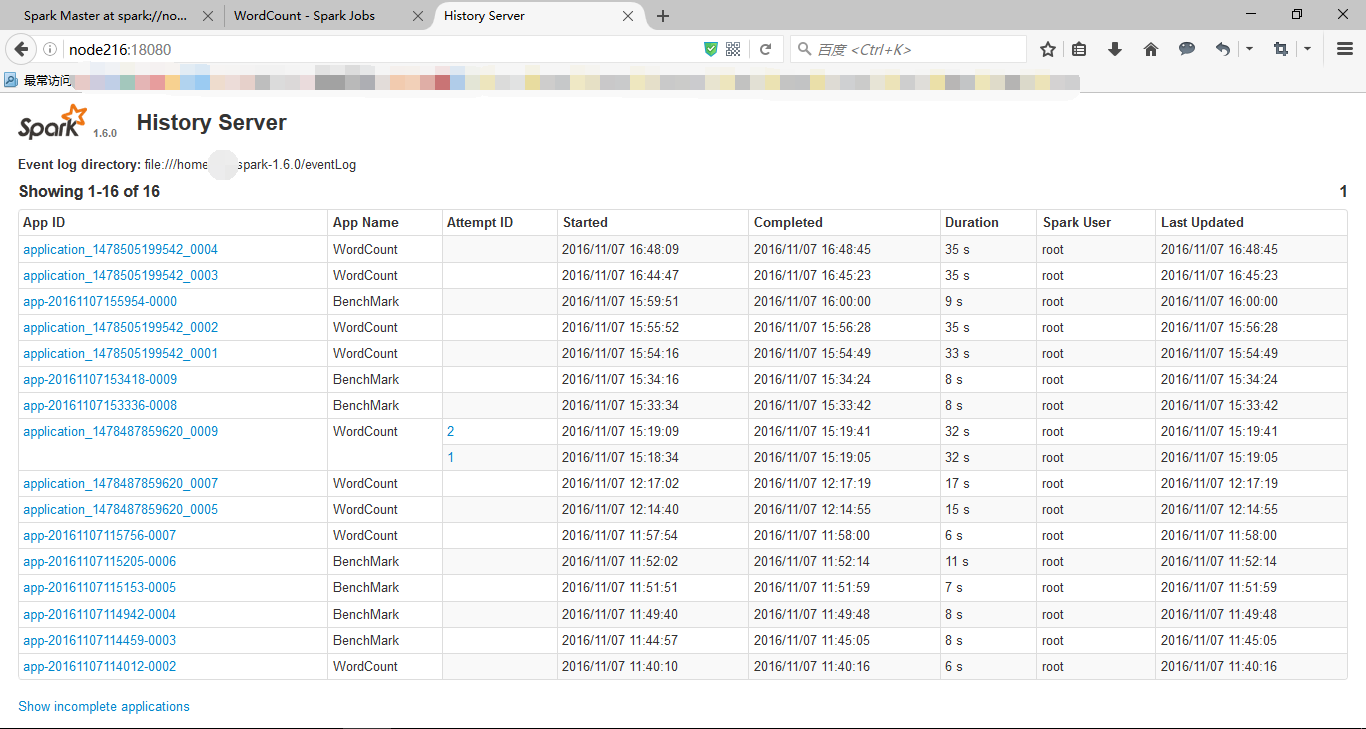 Spark Master at spark://no... WordCount - Spark Jobs History Server
node216:18080 百度 <Ctrl+K>
最常访问
Spark 1.6.0 History Server
Event log directory: file:///home spark-1.6.0/eventLog
Showing 1-16 of 16 1
App ID App Name Attempt ID Started Completed Duration Spark User Last Updated
application_1478505199542_0004 WordCount 2016/11/07 16:48:09 2016/11/07 16:48:45 35 s root 2016/11/07 16:48:45
application_1478505199542_0003 WordCount 2016/11/07 16:44:47 2016/11/07 16:45:23 35 s root 2016/11/07 16:45:23
app-20161107155954-0000 BenchMark 2016/11/07 15:59:51 2016/11/07 16:00:00 9 s root 2016/11/07 16:00:00
application_1478505199542_0002 WordCount 2016/11/07 15:55:52 2016/11/07 15:56:28 35 s root 2016/11/07 15:56:28
application_1478505199542_0001 WordCount 2016/11/07 15:54:16 2016/11/07 15:54:49 33 s root 2016/11/07 15:54:49
app-20161107153418-0009 BenchMark 2016/11/07 15:34:16 2016/11/07 15:34:24 8 s root 2016/11/07 15:34:24
app-20161107153336-0008 BenchMark 2016/11/07 15:33:34 2016/11/07 15:33:42 8 s root 2016/11/07 15:33:42
application_1478487859620_0009 WordCount 2 2016/11/07 15:19:09 2016/11/07 15:19:41 32 s root 2016/11/07 15:19:41
1 2016/11/07 15:18:34 2016/11/07 15:19:05 32 s root 2016/11/07 15:19:05
application_1478487859620_0007 WordCount 2016/11/07 12:17:02 2016/11/07 12:17:19 17 s root 2016/11/07 12:17:19
application_1478487859620_0005 WordCount 2016/11/07 12:14:40 2016/11/07 12:14:55 15 s root 2016/11/07 12:14:55
app-20161107115756-0007 WordCount 2016/11/07 11:57:54 2016/11/07 11:58:00 6 s root 2016/11/07 11:58:00
app-20161107115205-0006 BenchMark 2016/11/07 11:52:02 2016/11/07 11:52:14 11 s root 2016/11/07 11:52:14
app-20161107115153-0005 BenchMark 2016/11/07 11:51:51 2016/11/07 11:51:59 7 s root 2016/11/07 11:51:59
app-20161107114942-0004 BenchMark 2016/11/07 11:49:40 2016/11/07 11:49:48 8 s root 2016/11/07 11:49:48
app-20161107114459-0003 BenchMark 2016/11/07 11:44:57 2016/11/07 11:45:05 8 s root 2016/11/07 11:45:05
app-20161107114012-0002 WordCount 2016/11/07 11:40:10 2016/11/07 11:40:16 6 s root 2016/11/07 11:40:16
Show incomplete applications